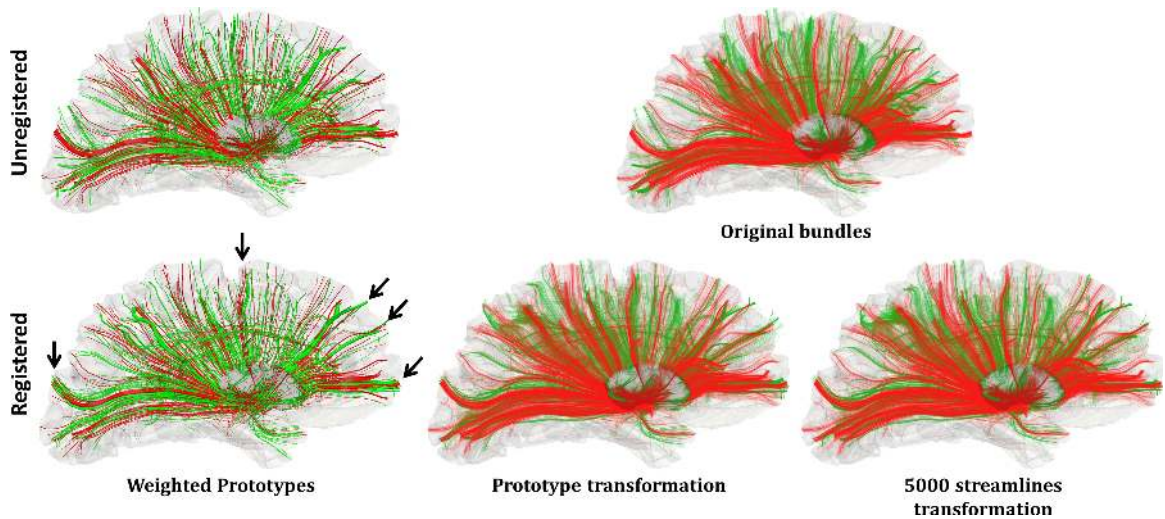 Unregistered
Original bundles
Registered
Weighted Prototypes
Prototype transformation
5000 streamlines
transformation